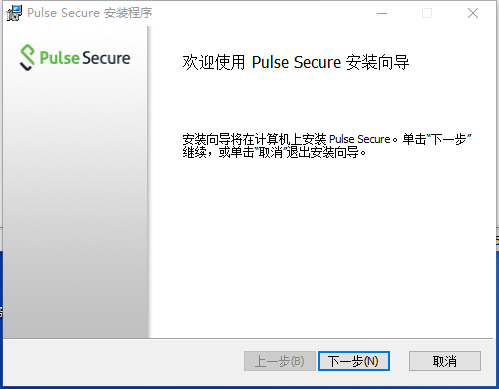 Pulse Secure 安装程序
Pulse Secure
欢迎使用 Pulse Secure 安装向导
安装向导将在计算机上安装 Pulse Secure。单击“下一步”
继续，或单击“取消”退出安装向导。
上一步(B)
下一步(N)
取消